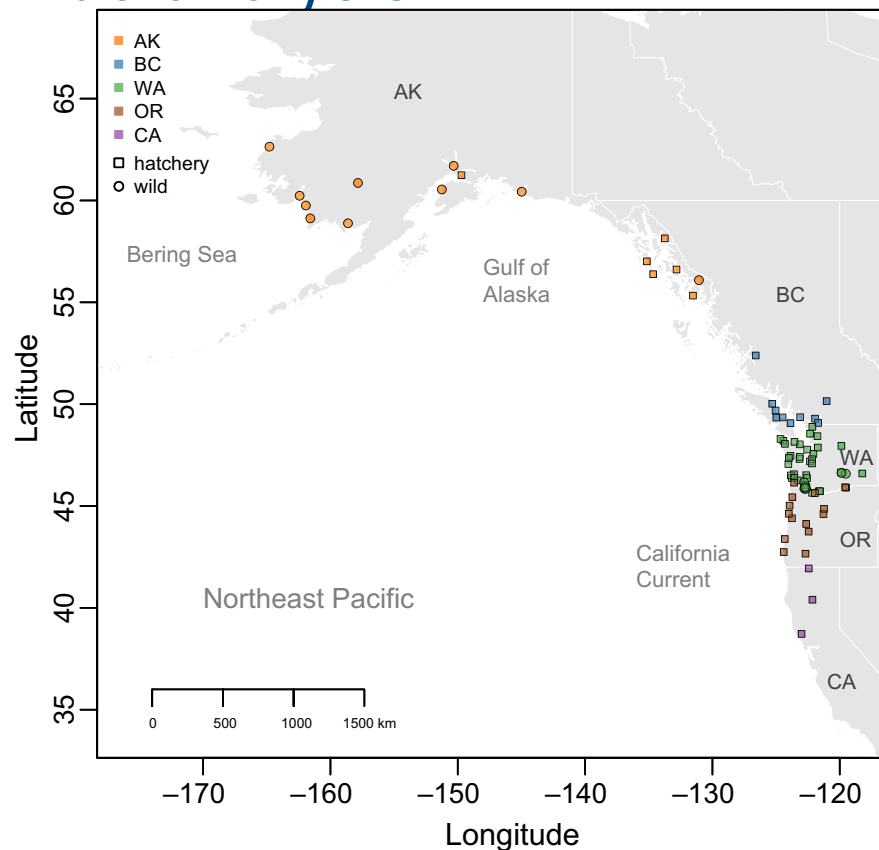 AK
BC
WA
OR
CA
hatchery
wild
AK
Bering Sea
Gulf of
Alaska
BC
WA
OR
California
Current
Northeast Pacific
CA
0 500 1000 1500 km
65
60
55
50
45
40
35
Latitude
–170 –160 –150 –140 –130 –120
Longitude